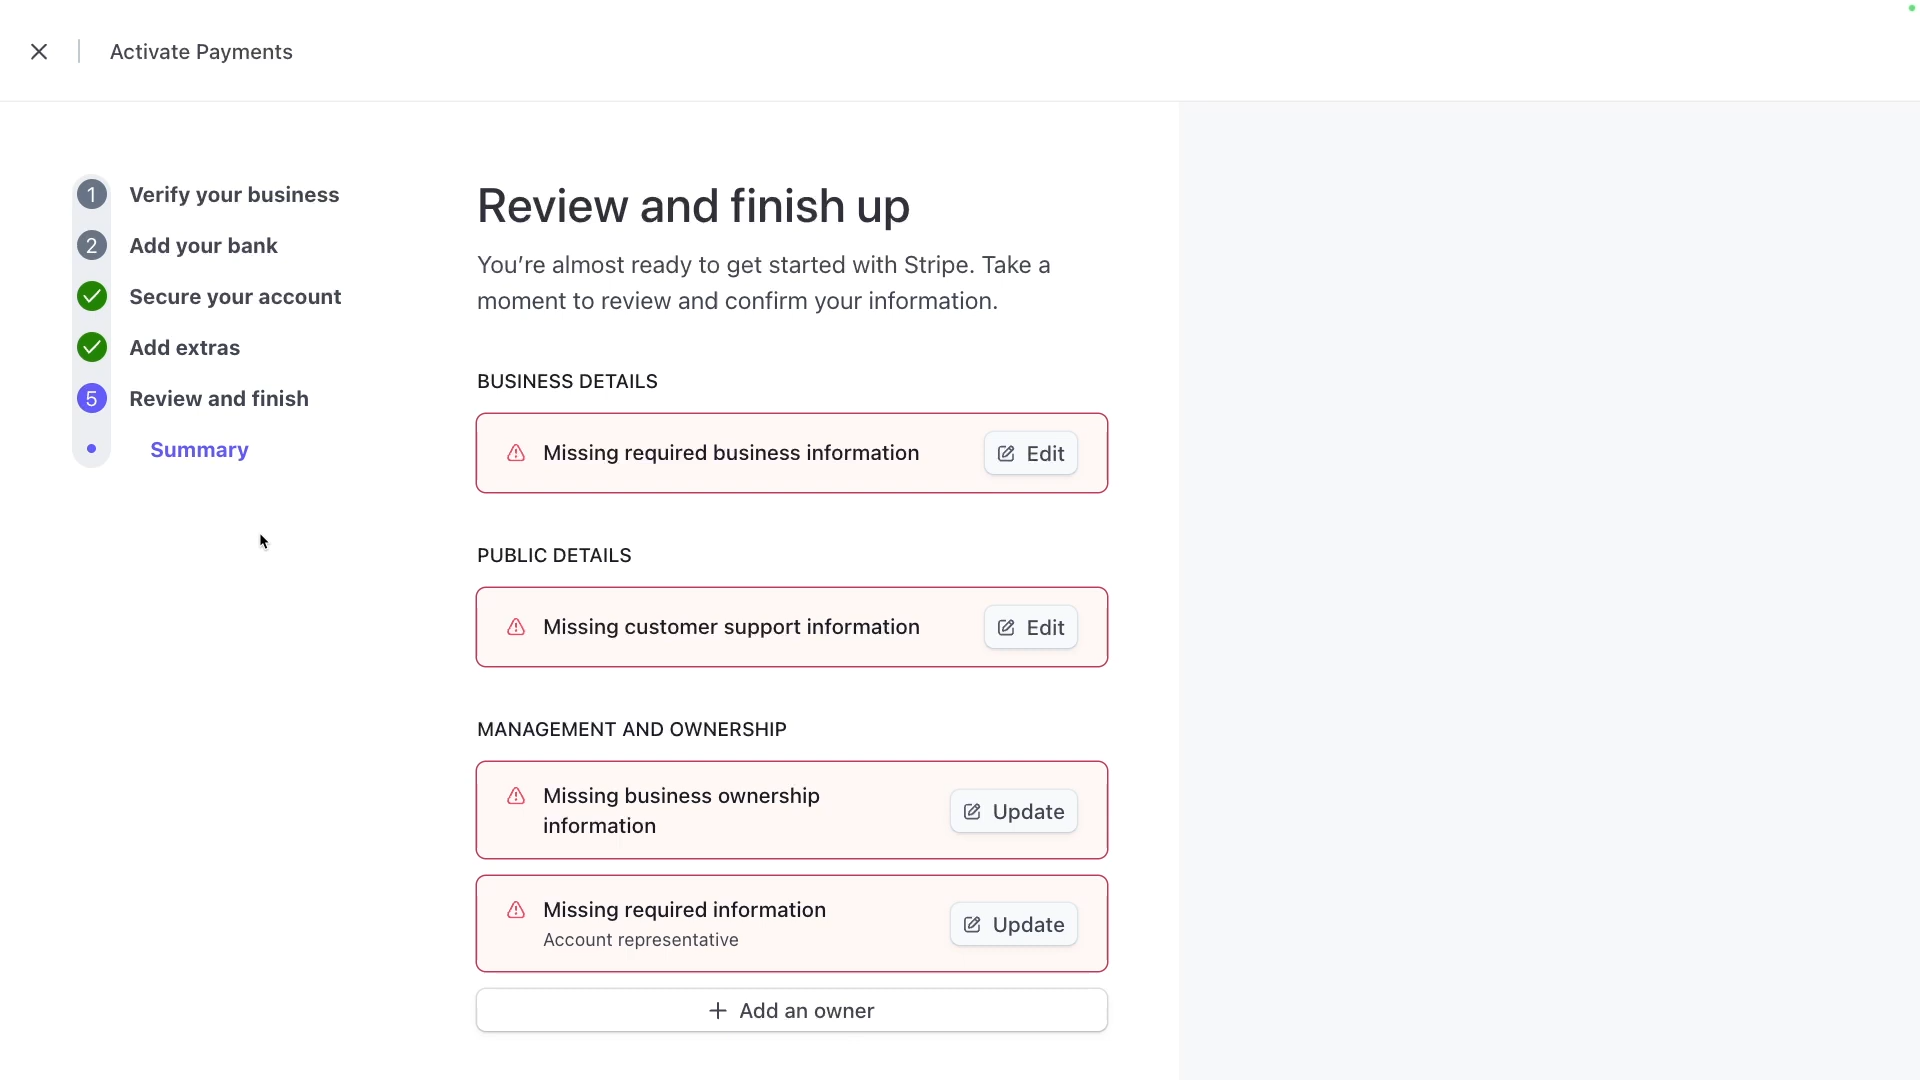 Activate Payments
1 Verify your business
2 Add your bank
Secure your account
Add extras
5 Review and finish
Summary
Review and finish up
You’re almost ready to get started with Stripe. Take a
moment to review and confirm your information.
BUSINESS DETAILS
Missing required business information
Edit
PUBLIC DETAILS
Missing customer support information
Edit
MANAGEMENT AND OWNERSHIP
Missing business ownership
information
Update
Missing required information
Account representative
Update
Add an owner